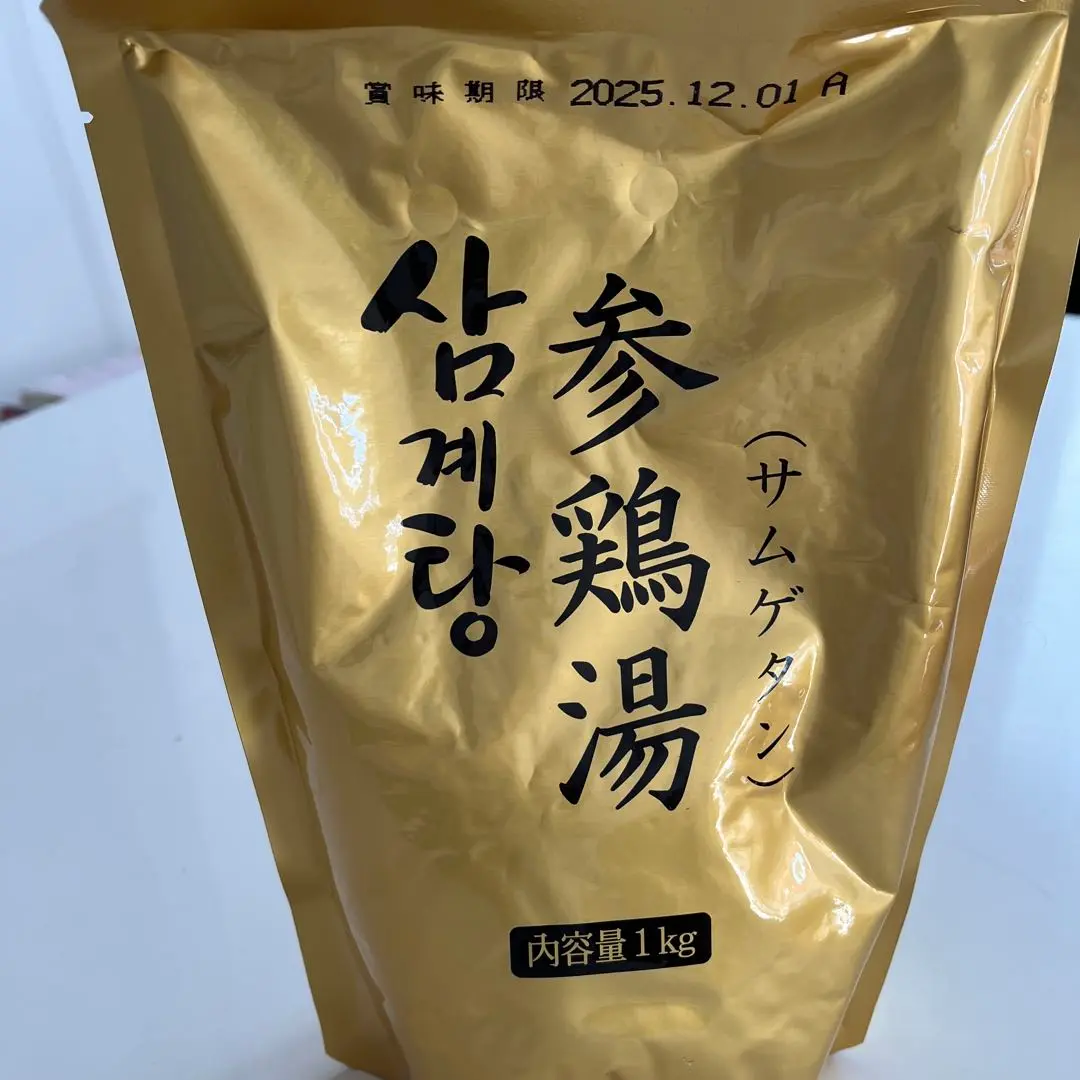 賞味期限 2025.12.01 A
삼계탕
参鶏湯
(サムゲタン)
内容量1kg